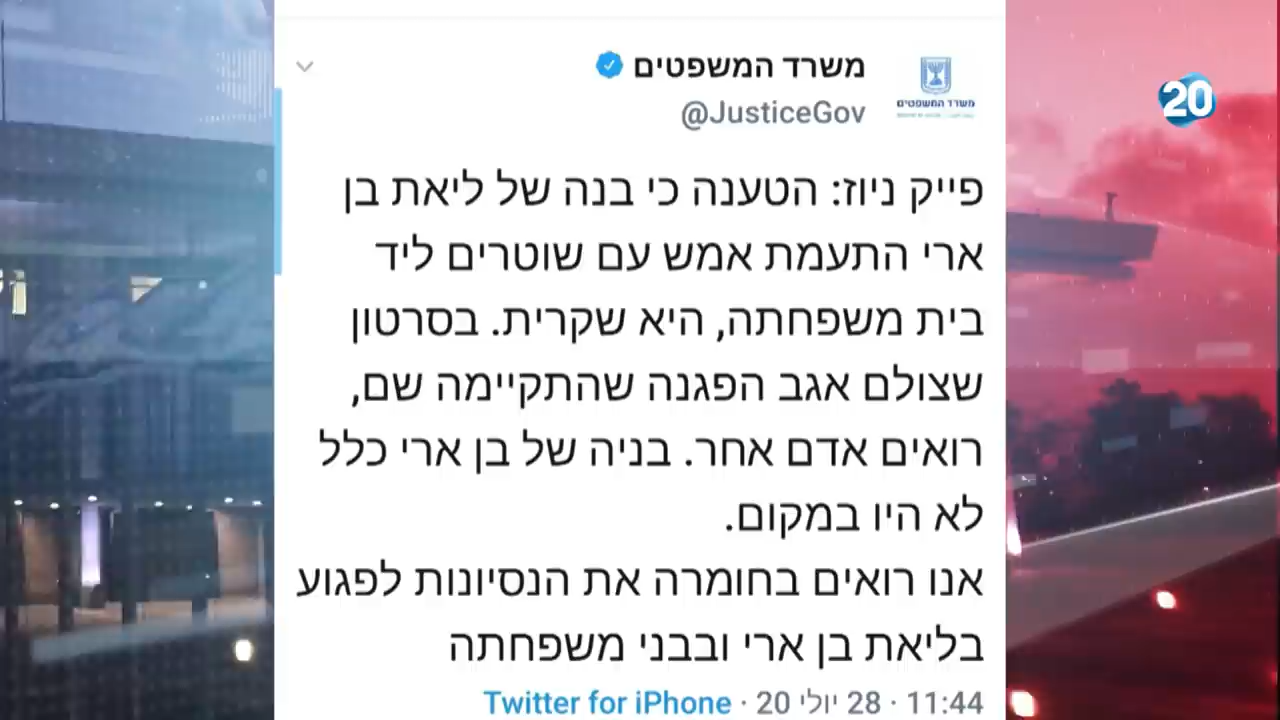 משרד המשפטים
@JusticeGov
משרד המשפטים
20
פייק ניוז: הטענה כי בנה של ליאת בן
ארי התעמת אמש עם שוטרים ליד
בית משפחתה, היא שקרית. בסרטון
שצולם אגב הפגנה שהתקיימה שם,
רואים אדם אחר. בניה של בן ארי כלל
לא היו במקום.
אנו רואים בחומרה את הנסיונות לפגוע
בליאת בן ארי ובבני משפחתה
11:44 · 28 יולי 20 · Twitter for iPhone